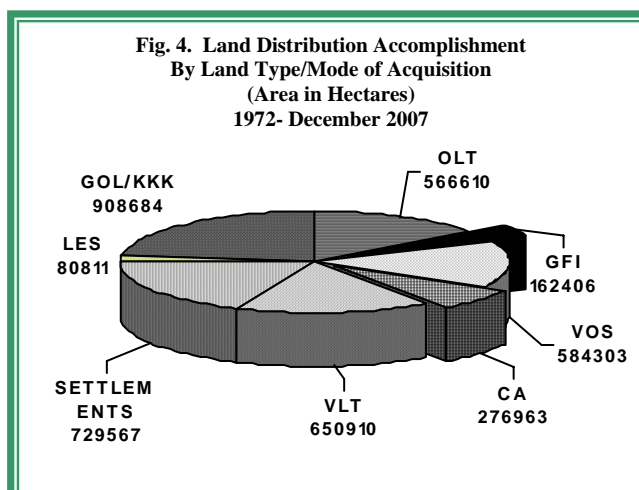 Fig. 4. Land Distribution Accomplishment
By Land Type/Mode of Acquisition
(Area in Hectares)
1972- December 2007
OLT
566610
GOL/KKK
908684
LES
80811
GFI
162406
VOS
584303
CA
276963
VLT
650910
SETTLEM
ENTS
729567